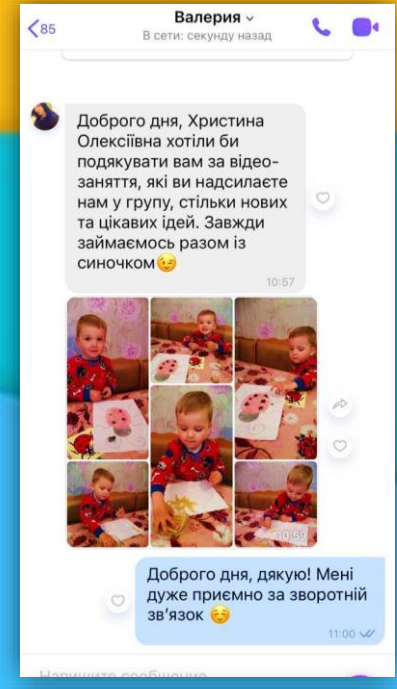 85
Валерия
В сети: секунду назад
Доброго дня, Христина
Олексіївна хотіли би
подякувати вам за відео-
заняття, які ви надсилаєте
нам у групу, стільки нових
та цікавих ідей. Завжди
займаємось разом із
синочком😉
10:57
10:59
Доброго дня, дякую! Мені
дуже приємно за зворотній
зв'язок ☺️
11:00
Напишите сообщение